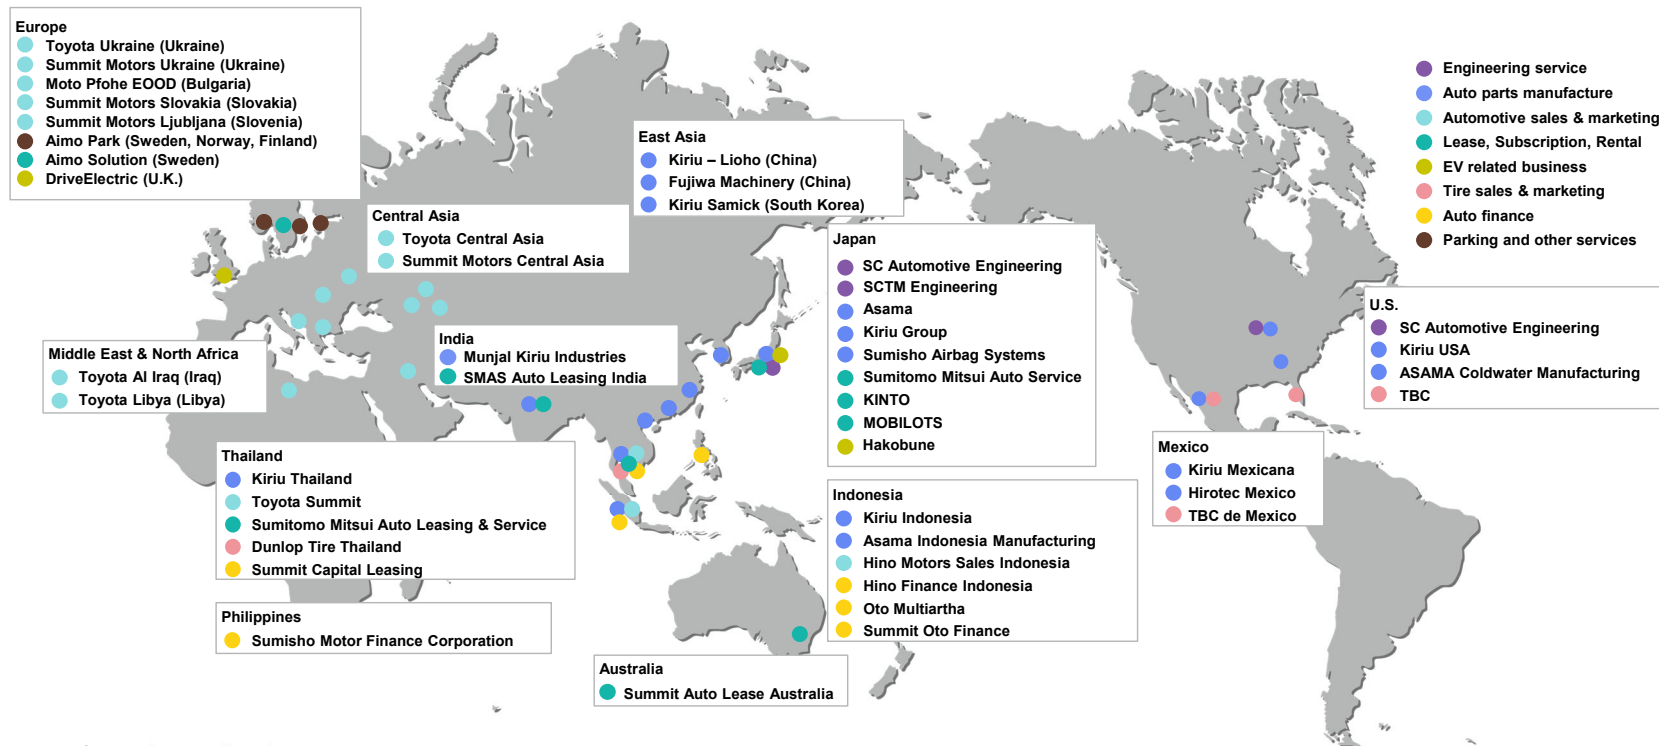 Europe
Toyota Ukraine (Ukraine)
Summit Motors Ukraine (Ukraine)
Moto Pfohe EOOD (Bulgaria)
Summit Motors Slovakia (Slovakia)
Summit Motors Ljubljana (Slovenia)
Aimo Park (Sweden, Norway, Finland)
Aimo Solution (Sweden)
DriveElectric (U.K.)
East Asia
Kiriu – Lioho (China)
Fujiwa Machinery (China)
Kiriu Samick (South Korea)
Engineering service
Auto parts manufacture
Automotive sales & marketing
Lease, Subscription, Rental
EV related business
Tire sales & marketing
Auto finance
Parking and other services
Central Asia
Toyota Central Asia
Summit Motors Central Asia
Japan
SC Automotive Engineering
SCTM Engineering
Asama
Kiriu Group
Sumisho Airbag Systems
Sumitomo Mitsui Auto Service
KINTO
MOBILOTS
Hakobune
U.S.
SC Automotive Engineering
Kiriu USA
ASAMA Coldwater Manufacturing
TBC
India
Munjal Kiriu Industries
SMAS Auto Leasing India
Middle East & North Africa
Toyota Al Iraq (Iraq)
Toyota Libya (Libya)
Thailand
Kiriu Thailand
Toyota Summit
Sumitomo Mitsui Auto Leasing & Service
Dunlop Tire Thailand
Summit Capital Leasing
Mexico
Kiriu Mexicana
Hirotec Mexico
TBC de Mexico
Indonesia
Kiriu Indonesia
Asama Indonesia Manufacturing
Hino Motors Sales Indonesia
Hino Finance Indonesia
Oto Multiartha
Summit Oto Finance
Philippines
Sumisho Motor Finance Corporation
Australia
Summit Auto Lease Australia